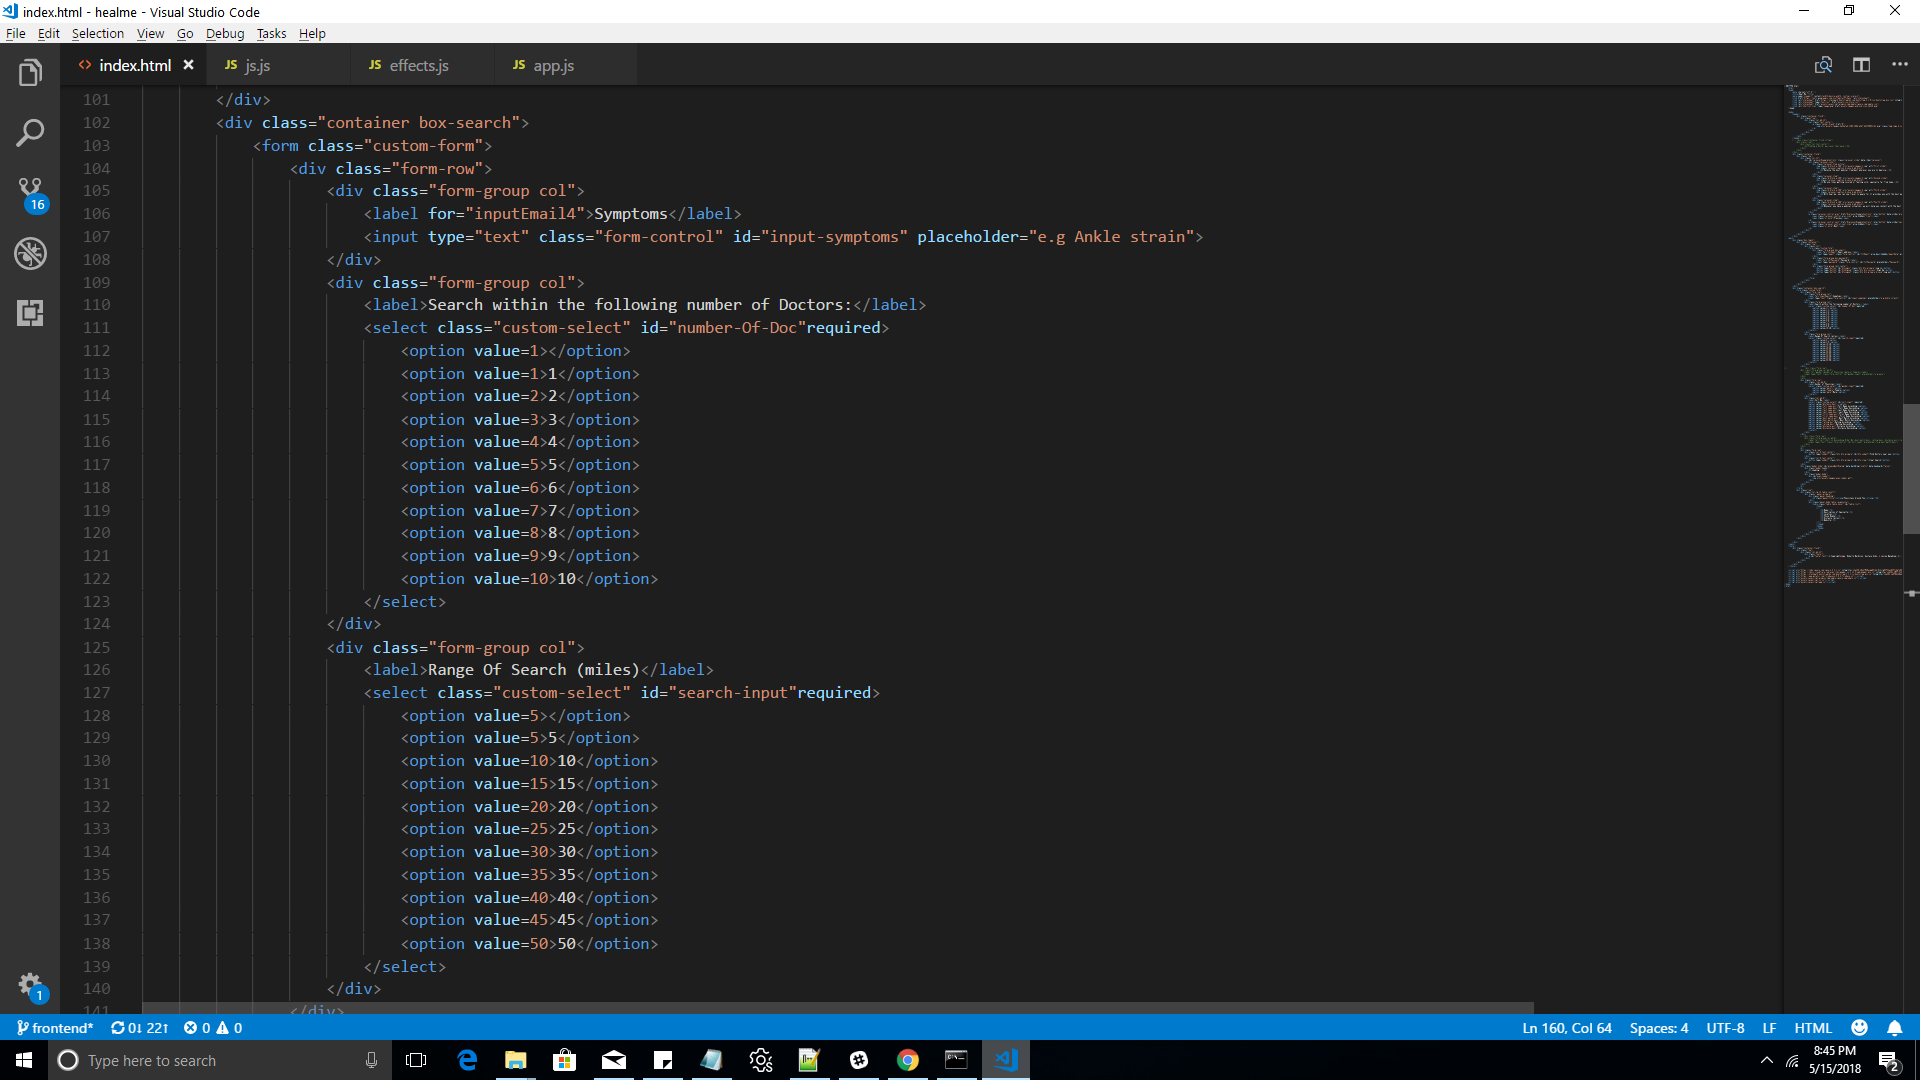 index.html - healme - Visual Studio Code
File Edit Selection View Go Debug Tasks Help
<> index.html × JS js.js JS effects.js JS app.js
101 </div>
102 <div class="container box-search">
103 <form class="custom-form">
104 <div class="form-row">
105 <div class="form-group col">
106 <label for="inputEmail4">Symptoms</label>
107 <input type="text" class="form-control" id="input-symptoms" placeholder="e.g Ankle strain">
108 </div>
109 <div class="form-group col">
110 <label>Search within the following number of Doctors:</label>
111 <select class="custom-select" id="number-Of-Doc"required>
112 <option value=1></option>
113 <option value=1>1</option>
114 <option value=2>2</option>
115 <option value=3>3</option>
116 <option value=4>4</option>
117 <option value=5>5</option>
118 <option value=6>6</option>
119 <option value=7>7</option>
120 <option value=8>8</option>
121 <option value=9>9</option>
122 <option value=10>10</option>
123 </select>
124 </div>
125 <div class="form-group col">
126 <label>Range Of Search (miles)</label>
127 <select class="custom-select" id="search-input"required>
128 <option value=5></option>
129 <option value=5>5</option>
130 <option value=10>10</option>
131 <option value=15>15</option>
132 <option value=20>20</option>
133 <option value=25>25</option>
134 <option value=30>30</option>
135 <option value=35>35</option>
136 <option value=40>40</option>
137 <option value=45>45</option>
138 <option value=50>50</option>
139 </select>
140 </div>
141 </div>
16
1
frontend* 0↓ 22↑ 0 0 Ln 160, Col 64 Spaces: 4 UTF-8 LF HTML
Type here to search
8:45 PM
5/15/2018
2